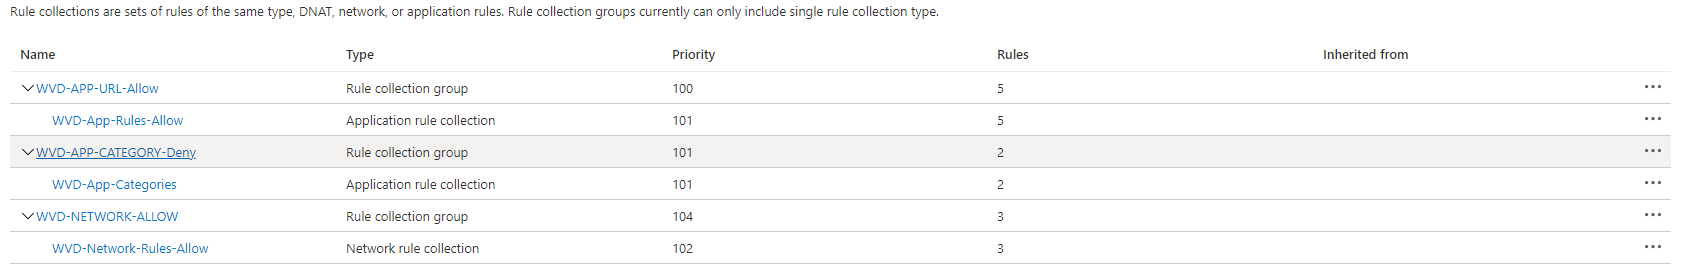 Rule collections are sets of rules of the same type, DNAT, network, or application rules. Rule collection groups currently can only include single rule collection type.
Name Type Priority Rules Inherited from
WVD-APP-URL-Allow Rule collection group 100 5
WVD-App-Rules-Allow Application rule collection 101 5
WVD-APP-CATEGORY-Deny Rule collection group 101 2
WVD-App-Categories Application rule collection 101 2
WVD-NETWORK-ALLOW Rule collection group 104 3
WVD-Network-Rules-Allow Network rule collection 102 3